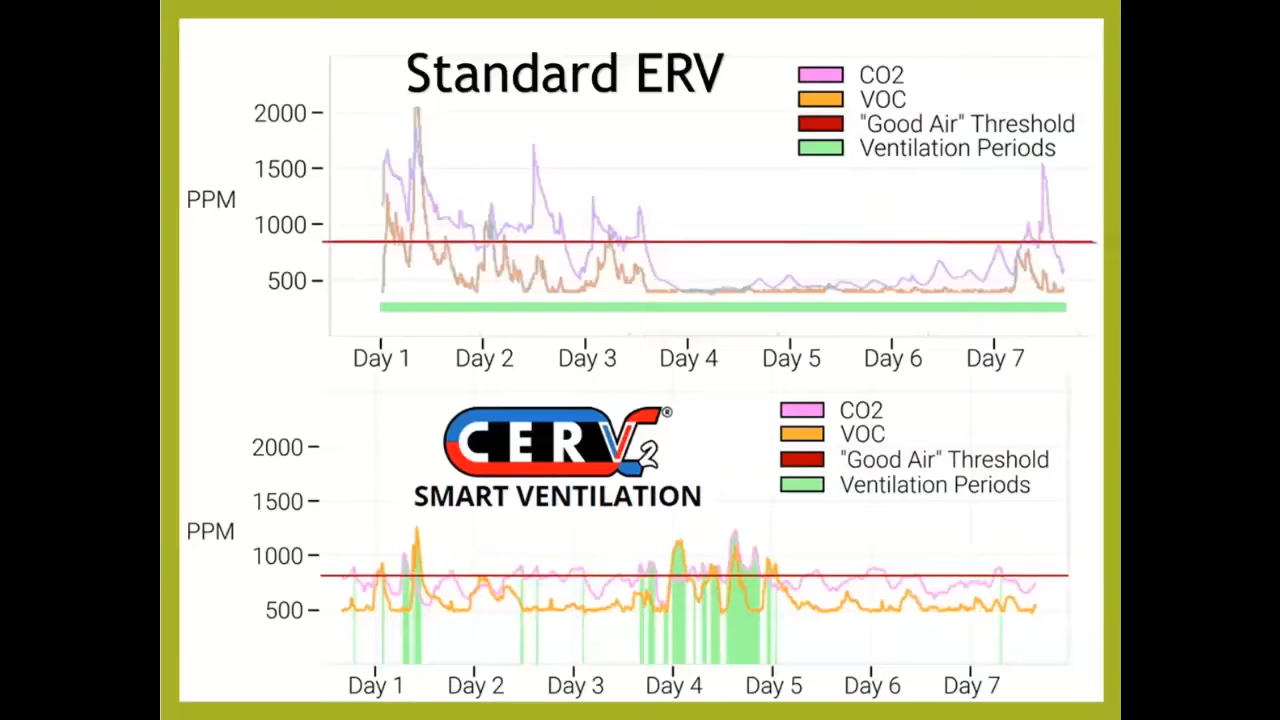 Standard ERV
CO2
VOC
"Good Air" Threshold
Ventilation Periods
PPM
2000
1500
1000
500
Day 1 Day 2 Day 3 Day 4 Day 5 Day 6 Day 7
CERV2®
SMART VENTILATION
CO2
VOC
"Good Air" Threshold
Ventilation Periods
PPM
2000
1500
1000
500
Day 1 Day 2 Day 3 Day 4 Day 5 Day 6 Day 7